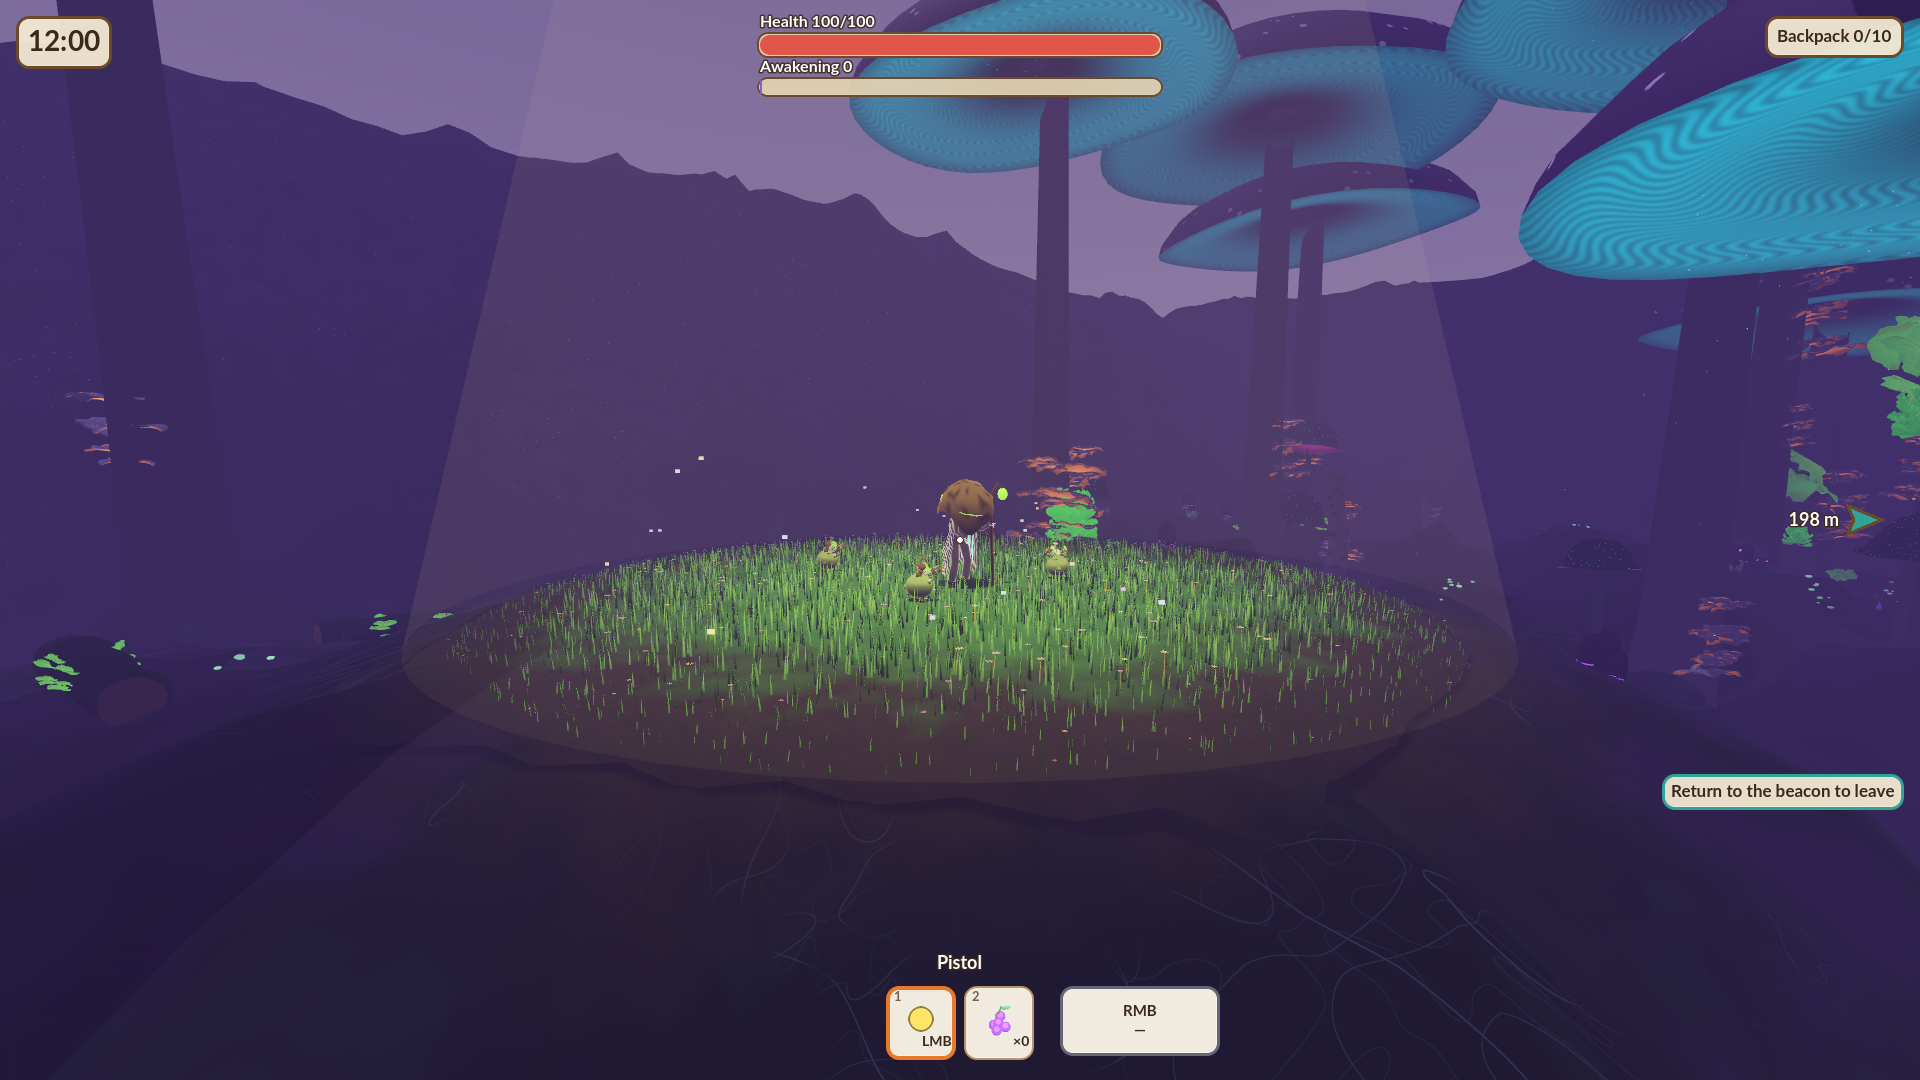 12:00
Health 100/100
Awakening 0
Backpack 0/10
198 m
Return to the beacon to leave
Pistol
1
LMB
2
×0
RMB
—